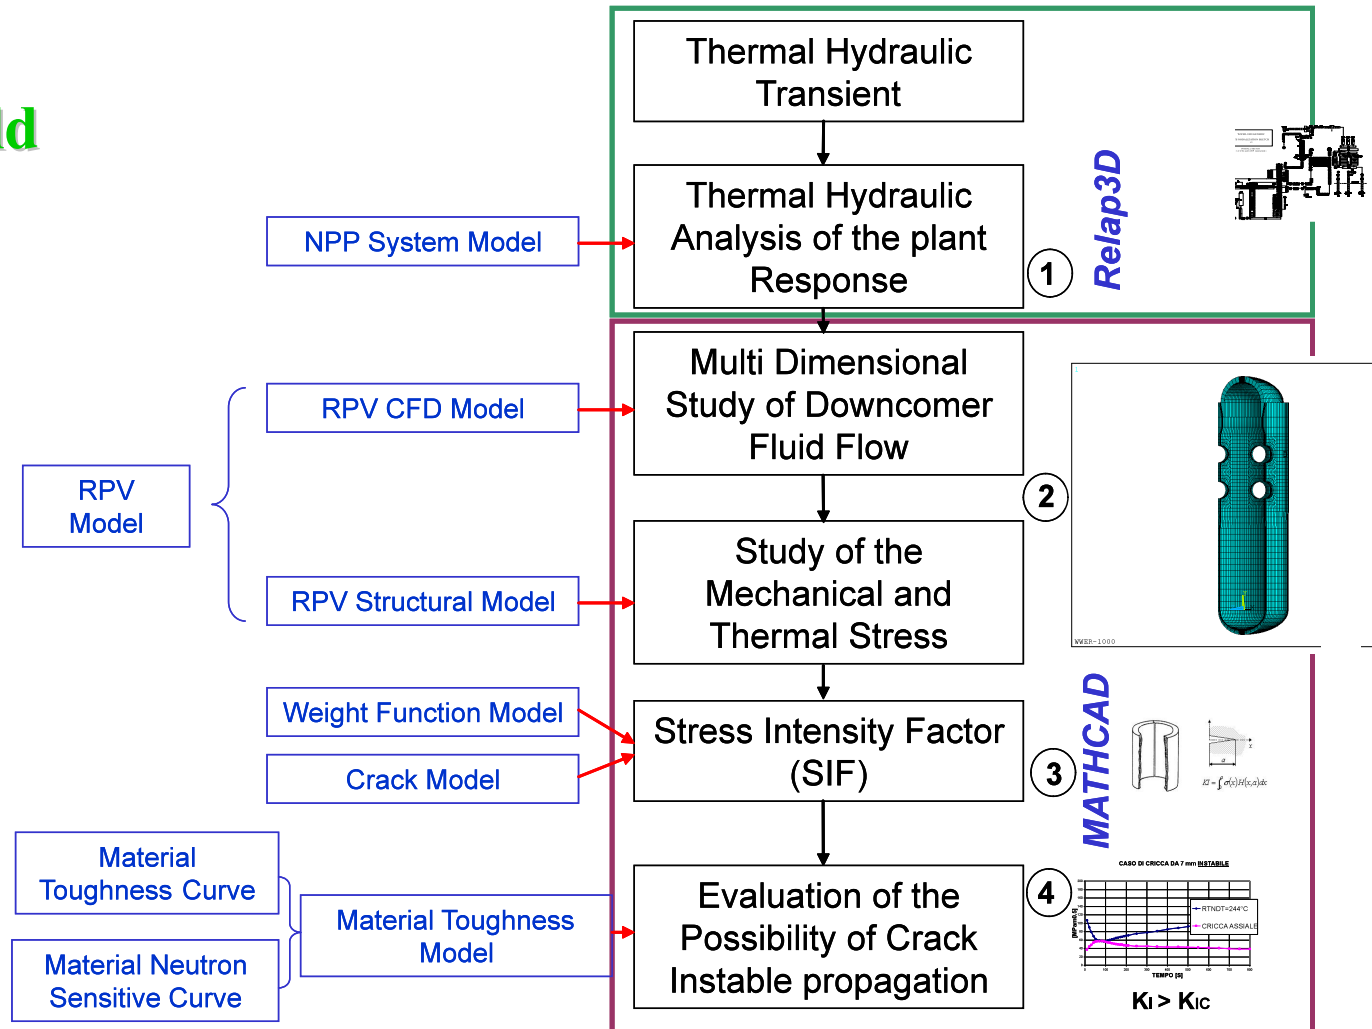 ld
Thermal Hydraulic
Transient
Thermal Hydraulic
Analysis of the plant
Response
1
Relap3D
NPP System Model
Multi Dimensional
Study of Downcomer
Fluid Flow
RPV CFD Model
RPV
Model
2
Study of the
Mechanical and
Thermal Stress
RPV Structural Model
WWER-1000
Weight Function Model
Crack Model
Stress Intensity Factor
(SIF)
3
MATHCAD
x
a
KI = ∫ σ(x)H(x,a)dx
Material
Toughness Curve
Material Neutron
Sensitive Curve
Material Toughness
Model
Evaluation of the
Possibility of Crack
Instable propagation
4
CASO DI CRICCA DA 7 mm INSTABILE
RTNDT=244°C
CRICCA ASSIALE
TEMPO [S]
KI > KIC